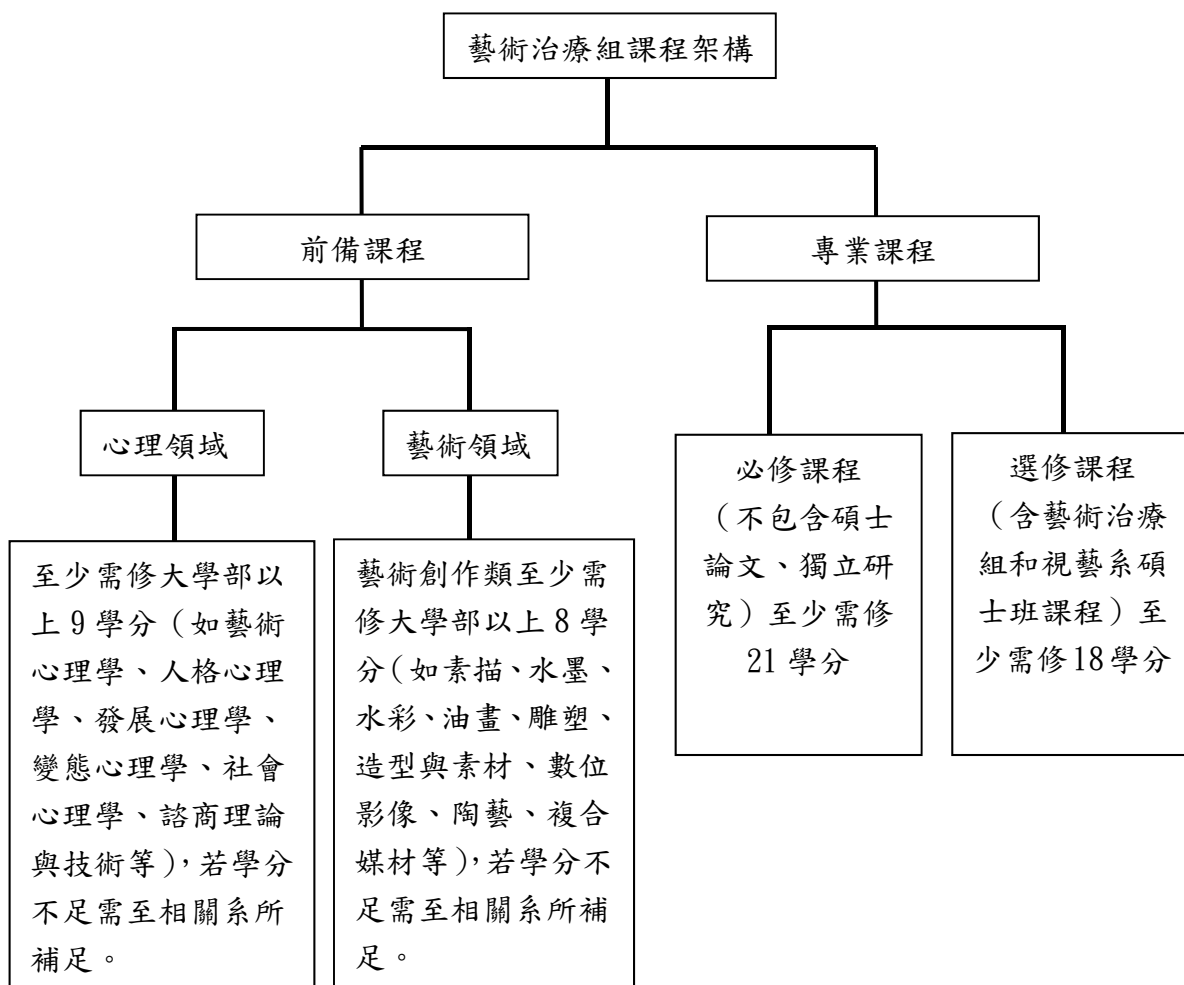 藝術治療組課程架構
前備課程
專業課程
心理領域
藝術領域
至少需修大學部以
上9學分（如藝術
心理學、人格心理
學、發展心理學、
變態心理學、社會
心理學、諮商理論
與技術等），若學分
不足需至相關系所
補足。
藝術創作類至少需
修大學部以上8學
分（如素描、水墨、
水彩、油畫、雕塑、
造型與素材、數位
影像、陶藝、複合
媒材等），若學分不
足需至相關系所補
足。
必修課程
（不包含碩士
論文、獨立研
究）至少需修
21學分
選修課程
（含藝術治療
組和視藝系碩
士班課程）至
少需修18學分